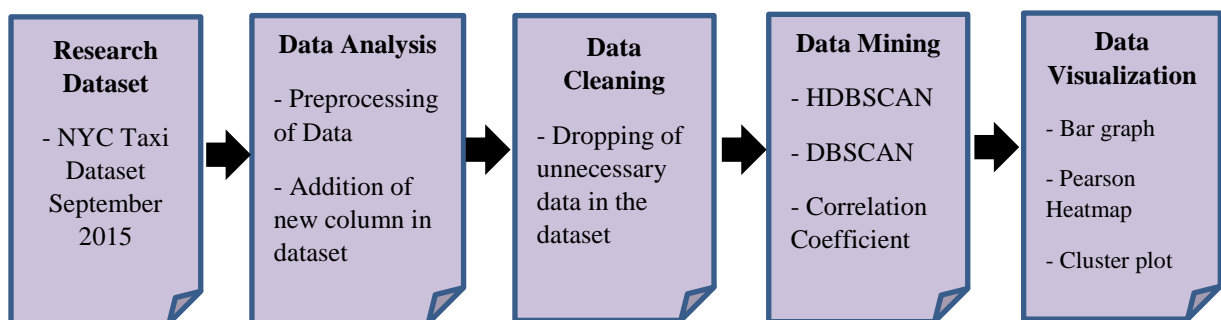 Research
Dataset
- NYC Taxi
Dataset
September
2015
Data Analysis
- Preprocessing
of Data
- Addition of
new column in
dataset
Data
Cleaning
- Dropping of
unnecessary
data in the
dataset
Data Mining
- HDBSCAN
- DBSCAN
- Correlation
Coefficient
Data
Visualization
- Bar graph
- Pearson
Heatmap
- Cluster plot